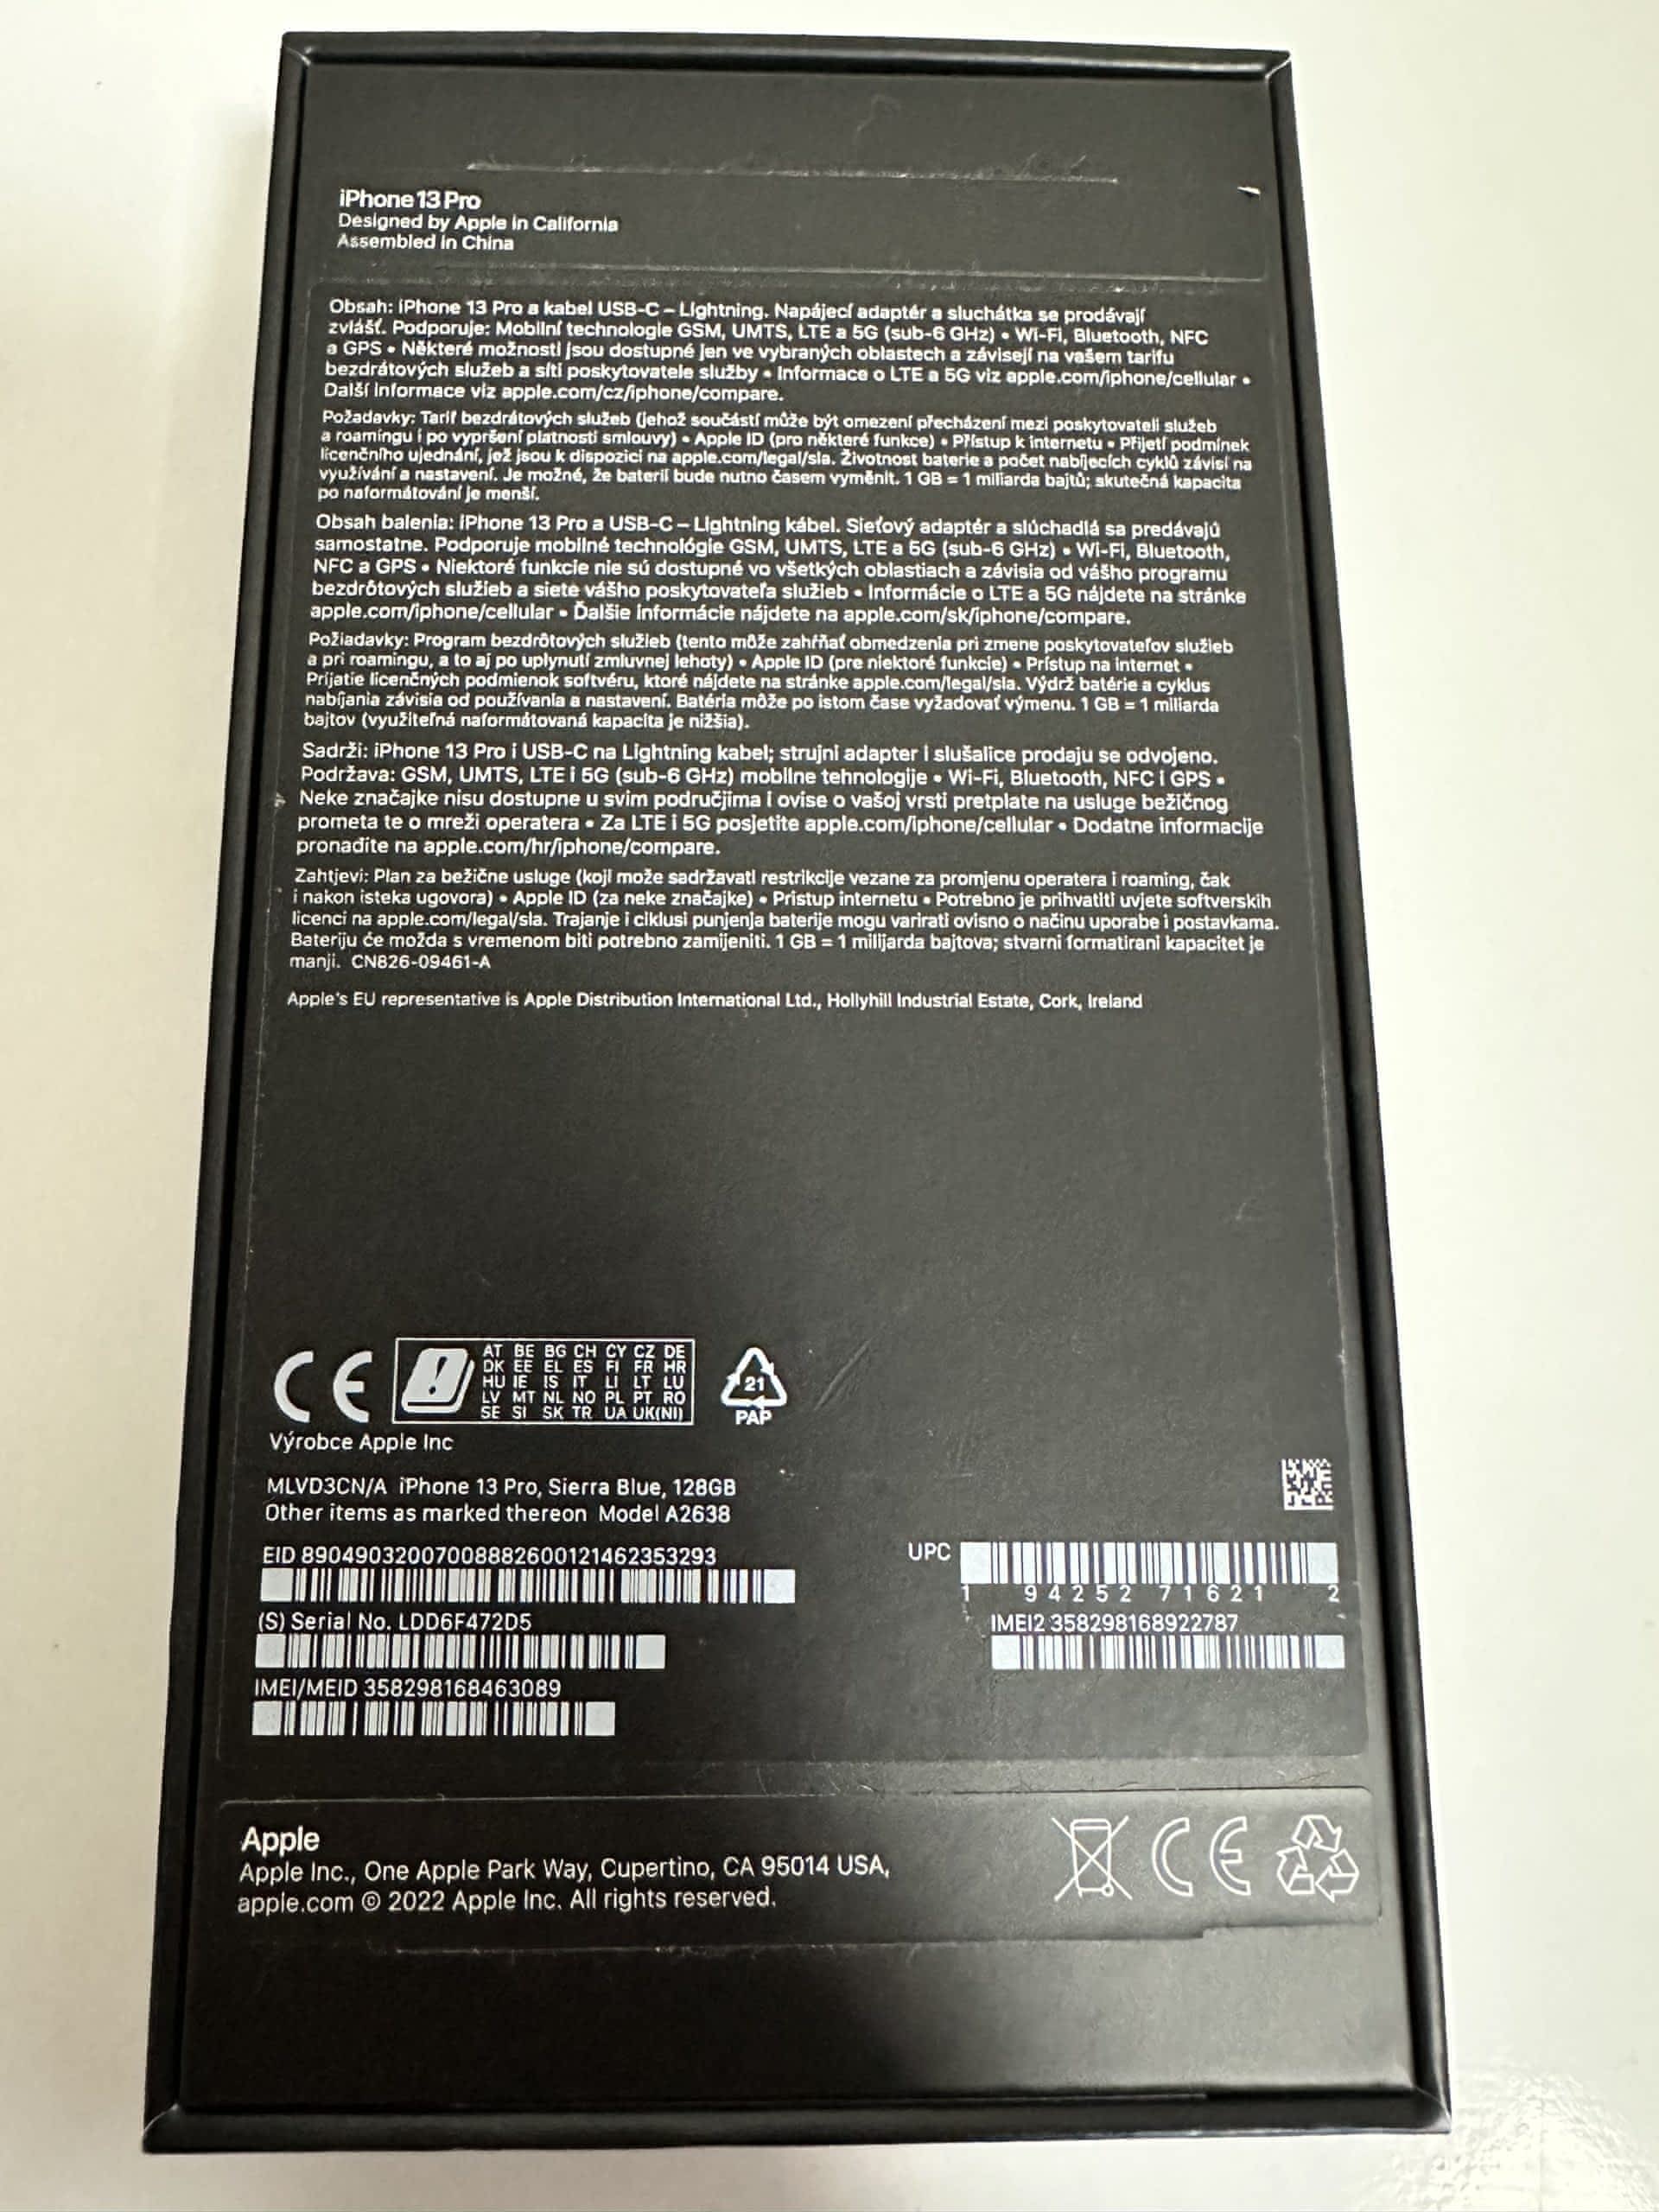 iPhone 13 Pro
Designed by Apple in California
Assembled in China
Obsah: iPhone 13 Pro a kabel USB-C – Lightning. Napájecí adaptér a sluchátka se prodávají
zvlášť. Podporuje: Mobilní technologie GSM, UMTS, LTE a 5G (sub-6 GHz) • Wi-Fi, Bluetooth, NFC
a GPS • Některé možnosti jsou dostupné jen ve vybraných oblastech a závisejí na vašem tarifu
bezdrátových služeb a síti poskytovatele služby • Informace o LTE a 5G viz apple.com/iphone/cellular •
Další informace viz apple.com/cz/iphone/compare.
Požadavky: Tarif bezdrátových služeb (jehož součástí může být omezení přecházení mezi poskytovateli služeb
a roamingu i po vypršení platnosti smlouvy) • Apple ID (pro některé funkce) • Přístup k internetu • Přijetí podmínek
licenčního ujednání, jež jsou k dispozici na apple.com/legal/sla. Životnost baterie a počet nabíjecích cyklů závisí na
využívání a nastavení. Je možné, že baterii bude nutno časem vyměnit. 1 GB = 1 miliarda bajtů; skutečná kapacita
po naformátování je menší.
Obsah balenia: iPhone 13 Pro a USB-C – Lightning kábel. Sieťový adaptér a slúchadlá sa predávajú
samostatne. Podporuje mobilné technológie GSM, UMTS, LTE a 5G (sub-6 GHz) • Wi-Fi, Bluetooth,
NFC a GPS • Niektoré funkcie nie sú dostupné vo všetkých oblastiach a závisia od vášho programu
bezdrôtových služieb a siete vášho poskytovateľa služieb • Informácie o LTE a 5G nájdete na stránke
apple.com/iphone/cellular • Ďalšie informácie nájdete na apple.com/sk/iphone/compare.
Požiadavky: Program bezdrôtových služieb (tento môže zahŕňať obmedzenia pri zmene poskytovateľov služieb
a pri roamingu, a to aj po uplynutí zmluvnej lehoty) • Apple ID (pre niektoré funkcie) • Prístup na internet •
Prijatie licenčných podmienok softvéru, ktoré nájdete na stránke apple.com/legal/sla. Výdrž batérie a cyklus
nabíjania závisia od používania a nastavení. Batéria môže po istom čase vyžadovať výmenu. 1 GB = 1 miliarda
bajtov (využiteľná naformátovaná kapacita je nižšia).
Sadrži: iPhone 13 Pro i USB-C na Lightning kabel; strujni adapter i slušalice prodaju se odvojeno.
Podržava: GSM, UMTS, LTE i 5G (sub-6 GHz) mobilne tehnologije • Wi-Fi, Bluetooth, NFC i GPS •
Neke značajke nisu dostupne u svim područjima i ovise o vašoj vrsti pretplate na usluge bežičnog
prometa te o mreži operatera • Za LTE i 5G posjetite apple.com/iphone/cellular • Dodatne informacije
pronađite na apple.com/hr/iphone/compare.
Zahtjevi: Plan za bežične usluge (koji može sadržavati restrikcije vezane za promjenu operatera i roaming, čak
i nakon isteka ugovora) • Apple ID (za neke značajke) • Pristup internetu • Potrebno je prihvatiti uvjete softverskih
licenci na apple.com/legal/sla. Trajanje i ciklusi punjenja baterije mogu varirati ovisno o načinu uporabe i postavkama.
Bateriju će možda s vremenom biti potrebno zamijeniti. 1 GB = 1 milijarda bajtova; stvarni formatirani kapacitet je
manji. CN826-09461-A
Apple's EU representative is Apple Distribution International Ltd., Hollyhill Industrial Estate, Cork, Ireland
CE
AT BE BG CH CY CZ DE
DK EE EL ES FI FR HR
HU IE IS IT LI LT LU
LV MT NL NO PL PT RO
SE SI SK TR UA UK(NI)
21
PAP
Výrobce Apple Inc
MLVD3CN/A iPhone 13 Pro, Sierra Blue, 128GB
Other items as marked thereon Model A2638
EID 89049032007008882600121462353293
UPC
1 94252 71621 2
(S) Serial No. LDD6F472D5
IMEI2 358298168922787
IMEI/MEID 358298168463089
Apple
Apple Inc., One Apple Park Way, Cupertino, CA 95014 USA,
apple.com © 2022 Apple Inc. All rights reserved.
CE